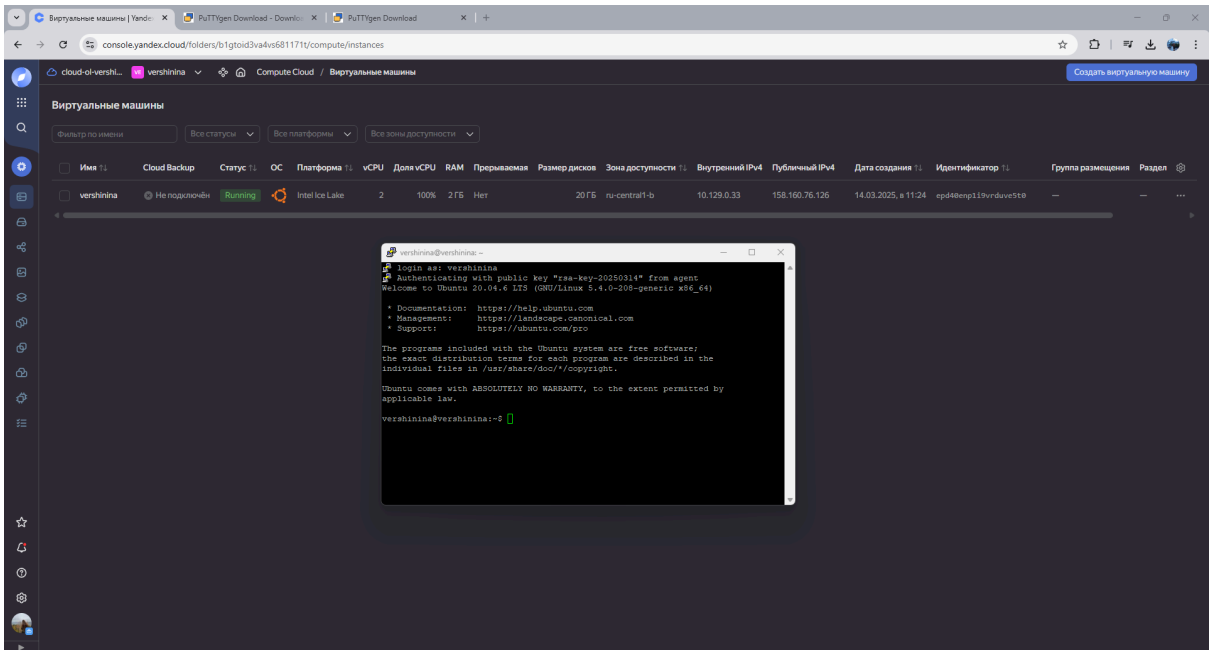 Виртуальные машины | Yande
PuTTYgen Download - Downlo
PuTTYgen Download
console.yandex.cloud/folders/b1gtoid3va4vs681171t/compute/instances
cloud-ol-vershi... VE vershinina Compute Cloud / Виртуальные машины Создать виртуальную машину
Виртуальные машины
Фильтр по имени Все статусы Все платформы Все зоны доступности
Имя Cloud Backup Статус ОС Платформа vCPU Доля vCPU RAM Прерываемая Размер дисков Зона доступности Внутренний IPv4 Публичный IPv4 Дата создания Идентификатор Группа размещения Раздел
vershinina Не подключён Running Intel Ice Lake 2 100% 2 ГБ Нет 20 ГБ ru-central1-b 10.129.0.33 158.160.76.126 14.03.2025, в 11:24 epd40enp1i9vrduve5t0 — — ...
vershinina@vershinina: ~
login as: vershinina
Authenticating with public key "rsa-key-20250314" from agent
Welcome to Ubuntu 20.04.6 LTS (GNU/Linux 5.4.0-208-generic x86_64)
* Documentation: https://help.ubuntu.com
* Management: https://landscape.canonical.com
* Support: https://ubuntu.com/pro
The programs included with the Ubuntu system are free software;
the exact distribution terms for each program are described in the
individual files in /usr/share/doc/*/copyright.
Ubuntu comes with ABSOLUTELY NO WARRANTY, to the extent permitted by
applicable law.
vershinina@vershinina:~$